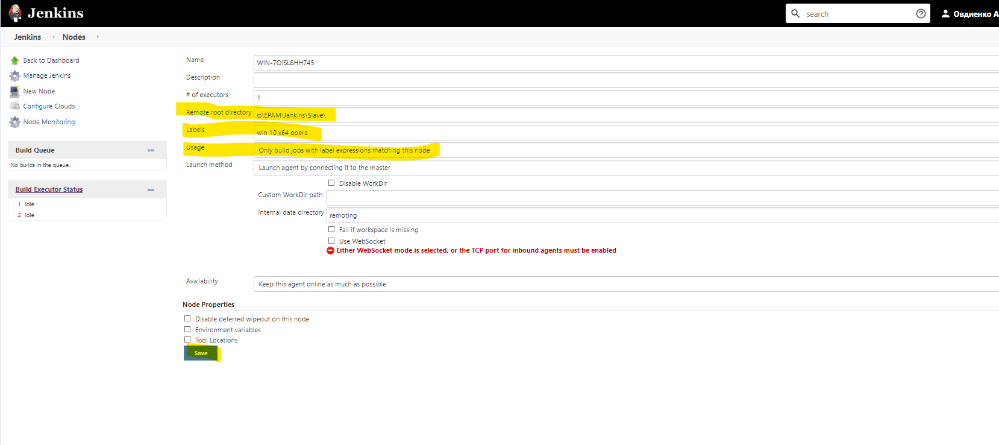 Jenkins
search
Овдиенко А
Jenkins
Nodes
Back to Dashboard
Manage Jenkins
New Node
Configure Clouds
Node Monitoring
Build Queue
No builds in the queue.
Build Executor Status
1 Idle
2 Idle
Name
WIN-7OISL8HH745
Description
# of executors
1
Remote root directory
c:\EPAM\Jankins\Slave\
Labels
win 10 x64 opera
Usage
Only build jobs with label expressions matching this node
Launch method
Launch agent by connecting it to the master
Disable WorkDir
Custom WorkDir path
Internal data directory
remoting
Fail if workspace is missing
Use WebSocket
Either WebSocket mode is selected, or the TCP port for inbound agents must be enabled
Availability
Keep this agent online as much as possible
Node Properties
Disable deferred wipeout on this node
Environment variables
Tool Locations
Save